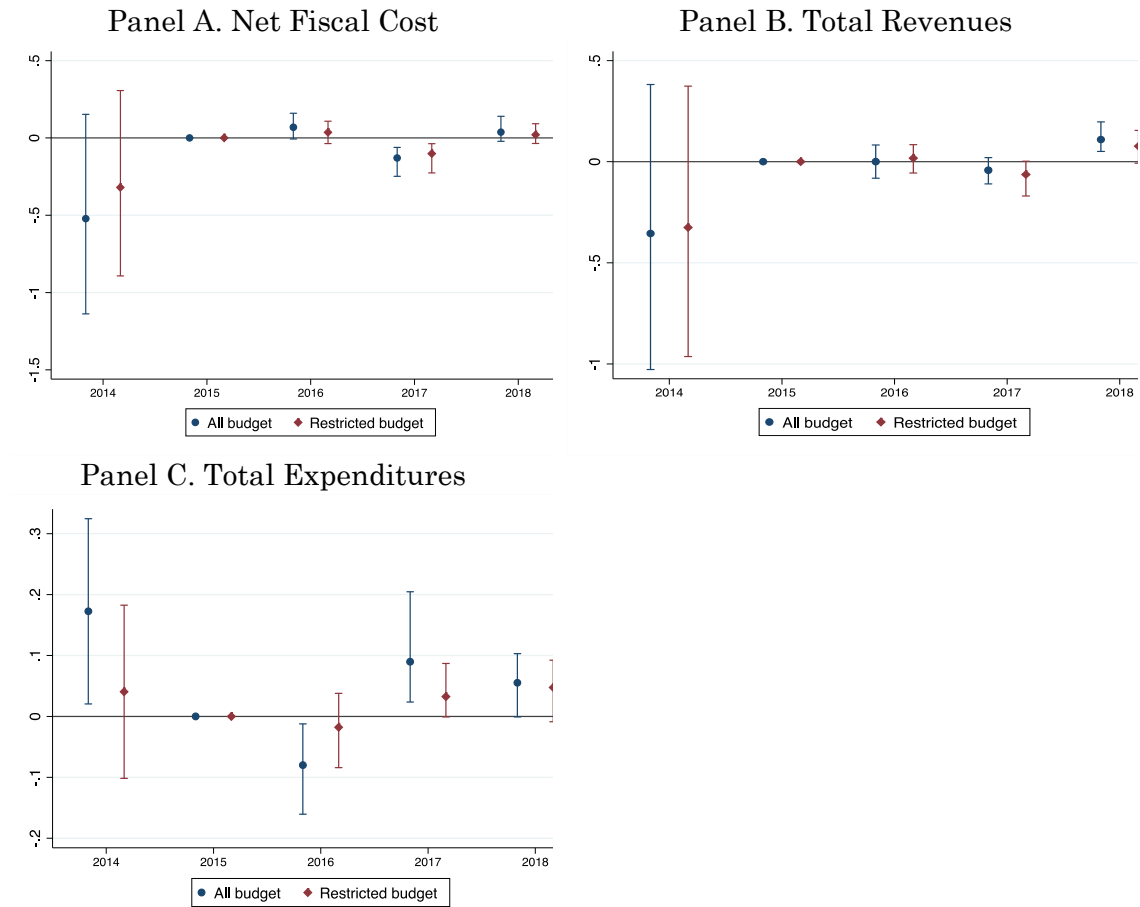 Panel A. Net Fiscal Cost
.5
0
-.5
-1
-1.5
2014 2015 2016 2017 2018
All budget Restricted budget
Panel B. Total Revenues
.5
0
-.5
-1
2014 2015 2016 2017 2018
All budget Restricted budget
Panel C. Total Expenditures
.3
.2
.1
0
-.1
-.2
2014 2015 2016 2017 2018
All budget Restricted budget